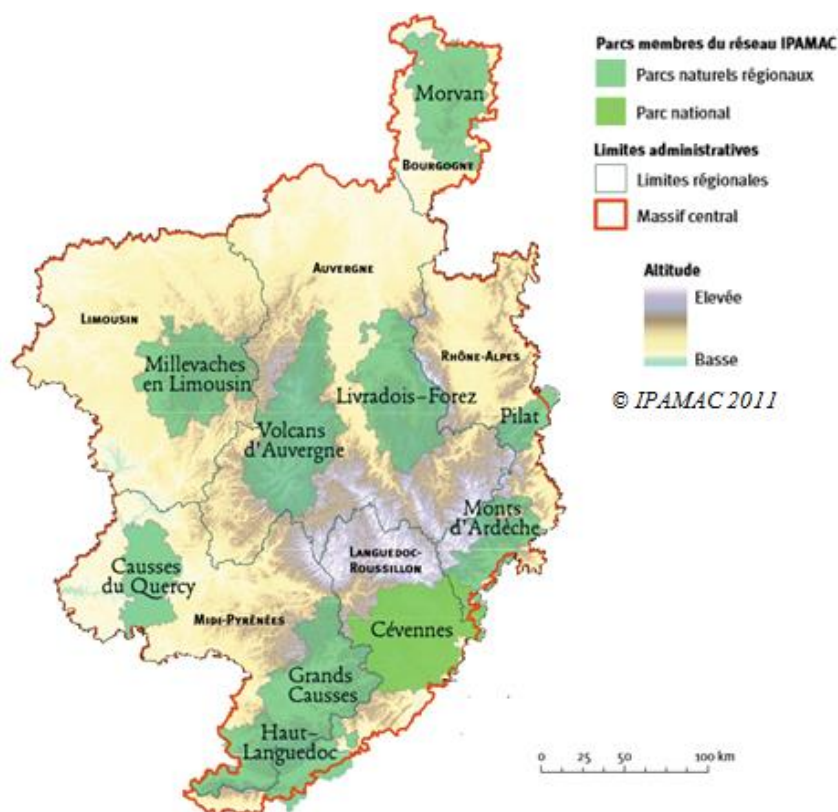 Parcs membres du réseau IPAMAC
Parcs naturels régionaux
Parc national
Limites administratives
Limites régionales
Massif central
Altitude
Elevée
Basse
© IPAMAC 2011
Morvan
BOURGOGNE
AUVERGNE
LIMOUSIN
RHÔNE-ALPES
Millevaches
en Limousin
Livradois-Forez
Pilat
Volcans
d'Auvergne
Monts
d'Ardèche
LANGUEDOC-
ROUSSILLON
Causses
du Quercy
MIDI-PYRÉNÉES
Cévennes
Grands
Causses
Haut-
Languedoc
0 25 50 100 km